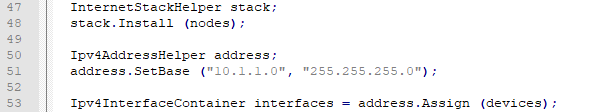 47 InternetStackHelper stack;
48 stack.Install (nodes);
49
50 Ipv4AddressHelper address;
51 address.SetBase ("10.1.1.0", "255.255.255.0");
52
53 Ipv4InterfaceContainer interfaces = address.Assign (devices);